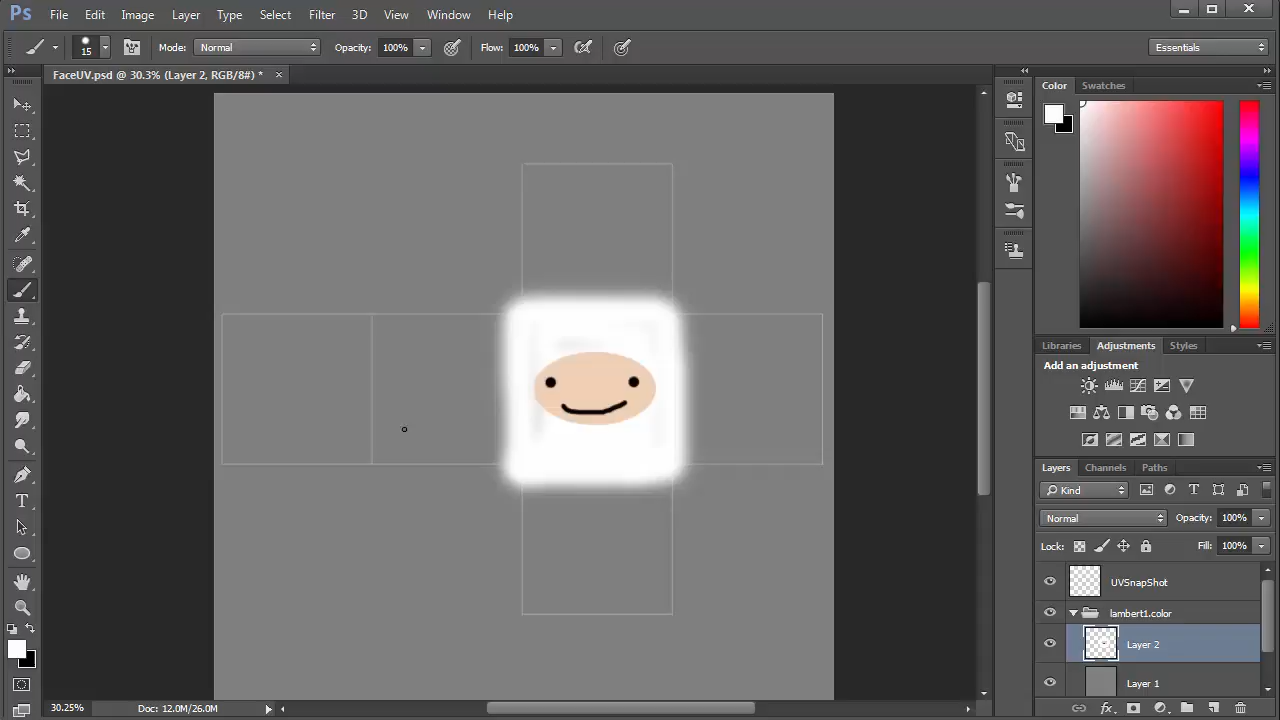 Ps File Edit Image Layer Type Select Filter 3D View Window Help
15 Mode: Normal Opacity: 100% Flow: 100% Essentials
FaceUV.psd @ 30.3% (Layer 2, RGB/8#) *
Color Swatches
Libraries Adjustments Styles
Add an adjustment
Layers Channels Paths
Kind
Normal Opacity: 100%
Lock: Fill: 100%
UVSnapShot
lambert1.color
Layer 2
Layer 1
30.25% Doc: 12.0M/26.0M